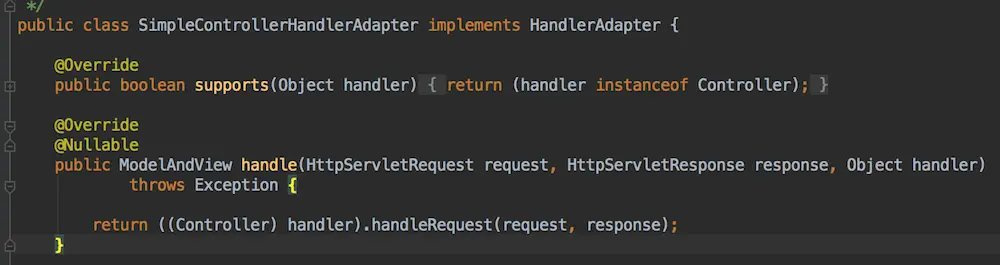 */
public class SimpleControllerHandlerAdapter implements HandlerAdapter {
@Override
public boolean supports(Object handler) { return (handler instanceof Controller); }
@Override
@Nullable
public ModelAndView handle(HttpServletRequest request, HttpServletResponse response, Object handler)
throws Exception {
return ((Controller) handler).handleRequest(request, response);
}